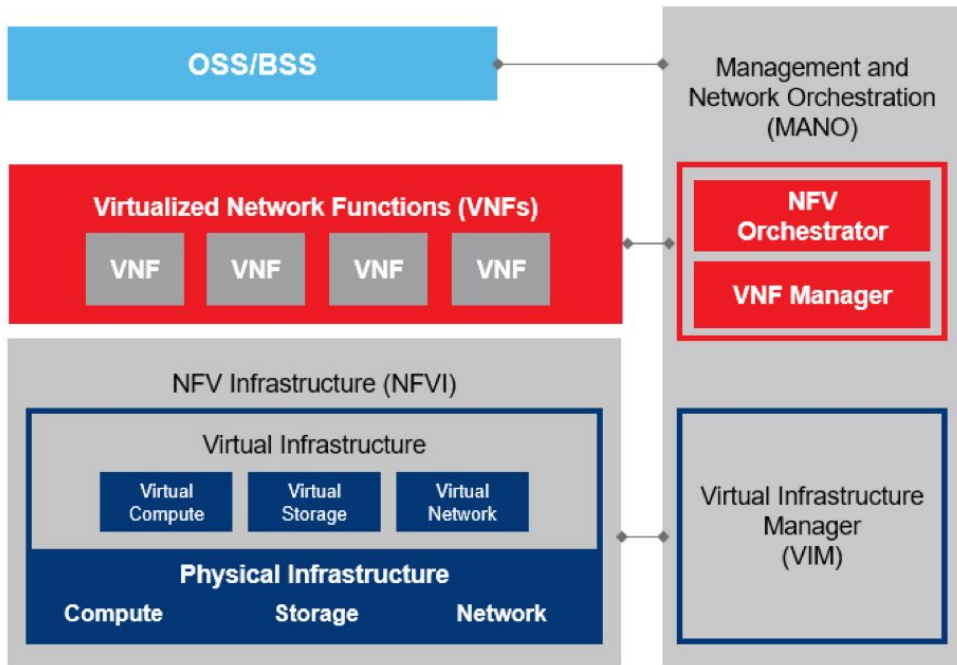 OSS/BSS
Management and
Network Orchestration
(MANO)
Virtualized Network Functions (VNFs)
VNF VNF VNF VNF
NFV
Orchestrator
VNF Manager
NFV Infrastructure (NFVI)
Virtual Infrastructure
Virtual
Compute
Virtual
Storage
Virtual
Network
Physical Infrastructure
Compute Storage Network
Virtual Infrastructure
Manager
(VIM)